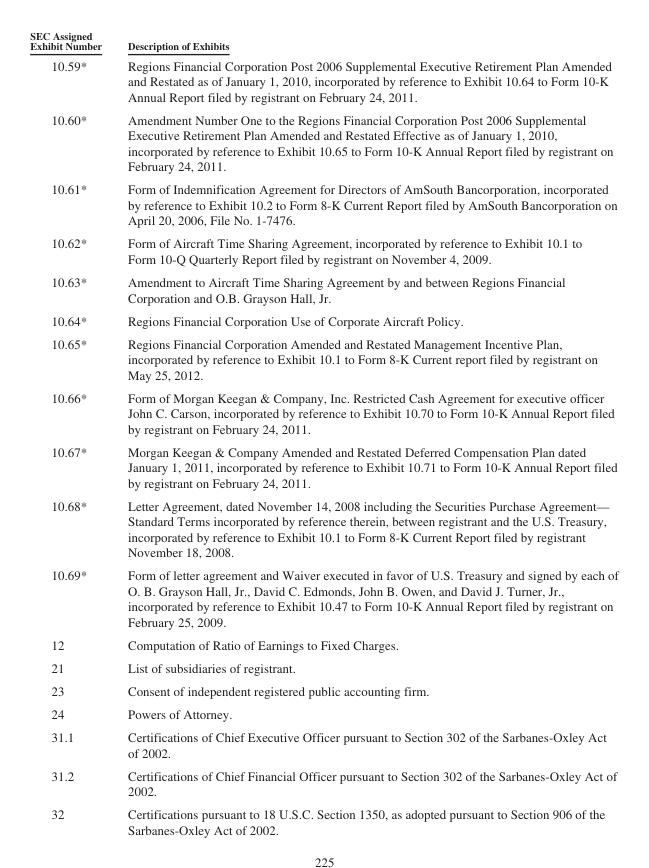 SEC Assigned
Exhibit Number Description of Exhibits
10.59* Regions Financial Corporation Post 2006 Supplemental Executive Retirement Plan Amended
and Restated as of January 1, 2010, incorporated by reference to Exhibit 10.64 to Form 10-K
Annual Report filed by registrant on February 24, 2011.
10.60* Amendment Number One to the Regions Financial Corporation Post 2006 Supplemental
Executive Retirement Plan Amended and Restated Effective as of January 1, 2010,
incorporated by reference to Exhibit 10.65 to Form 10-K Annual Report filed by registrant on
February 24, 2011.
10.61* Form of Indemnification Agreement for Directors of AmSouth Bancorporation, incorporated
by reference to Exhibit 10.2 to Form 8-K Current Report filed by AmSouth Bancorporation on
April 20, 2006, File No. 1-7476.
10.62* Form of Aircraft Time Sharing Agreement, incorporated by reference to Exhibit 10.1 to
Form 10-Q Quarterly Report filed by registrant on November 4, 2009.
10.63* Amendment to Aircraft Time Sharing Agreement by and between Regions Financial
Corporation and O.B. Grayson Hall, Jr.
10.64* Regions Financial Corporation Use of Corporate Aircraft Policy.
10.65* Regions Financial Corporation Amended and Restated Management Incentive Plan,
incorporated by reference to Exhibit 10.1 to Form 8-K Current report filed by registrant on
May 25, 2012.
10.66* Form of Morgan Keegan & Company, Inc. Restricted Cash Agreement for executive officer
John C. Carson, incorporated by reference to Exhibit 10.70 to Form 10-K Annual Report filed
by registrant on February 24, 2011.
10.67* Morgan Keegan & Company Amended and Restated Deferred Compensation Plan dated
January 1, 2011, incorporated by reference to Exhibit 10.71 to Form 10-K Annual Report filed
by registrant on February 24, 2011.
10.68* Letter Agreement, dated November 14, 2008 including the Securities Purchase Agreement—
Standard Terms incorporated by reference therein, between registrant and the U.S. Treasury,
incorporated by reference to Exhibit 10.1 to Form 8-K Current Report filed by registrant
November 18, 2008.
10.69* Form of letter agreement and Waiver executed in favor of U.S. Treasury and signed by each of
O. B. Grayson Hall, Jr., David C. Edmonds, John B. Owen, and David J. Turner, Jr.,
incorporated by reference to Exhibit 10.47 to Form 10-K Annual Report filed by registrant on
February 25, 2009.
12 Computation of Ratio of Earnings to Fixed Charges.
21 List of subsidiaries of registrant.
23 Consent of independent registered public accounting firm.
24 Powers of Attorney.
31.1 Certifications of Chief Executive Officer pursuant to Section 302 of the Sarbanes-Oxley Act
of 2002.
31.2 Certifications of Chief Financial Officer pursuant to Section 302 of the Sarbanes-Oxley Act of
2002.
32 Certifications pursuant to 18 U.S.C. Section 1350, as adopted pursuant to Section 906 of the
Sarbanes-Oxley Act of 2002.
225